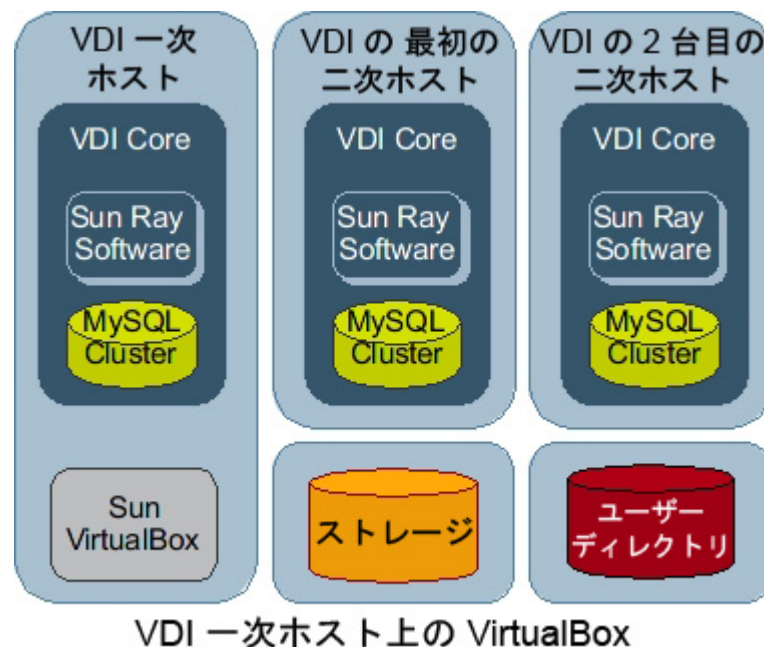 VDI 一次
ホスト
VDI Core
Sun Ray
Software
MySQL
Cluster
Sun
VirtualBox
VDI の 最初の
二次ホスト
VDI Core
Sun Ray
Software
MySQL
Cluster
ストレージ
VDI の 2 台目の
二次ホスト
VDI Core
Sun Ray
Software
MySQL
Cluster
ユーザー
ディレクトリ
VDI 一次ホスト上の VirtualBox